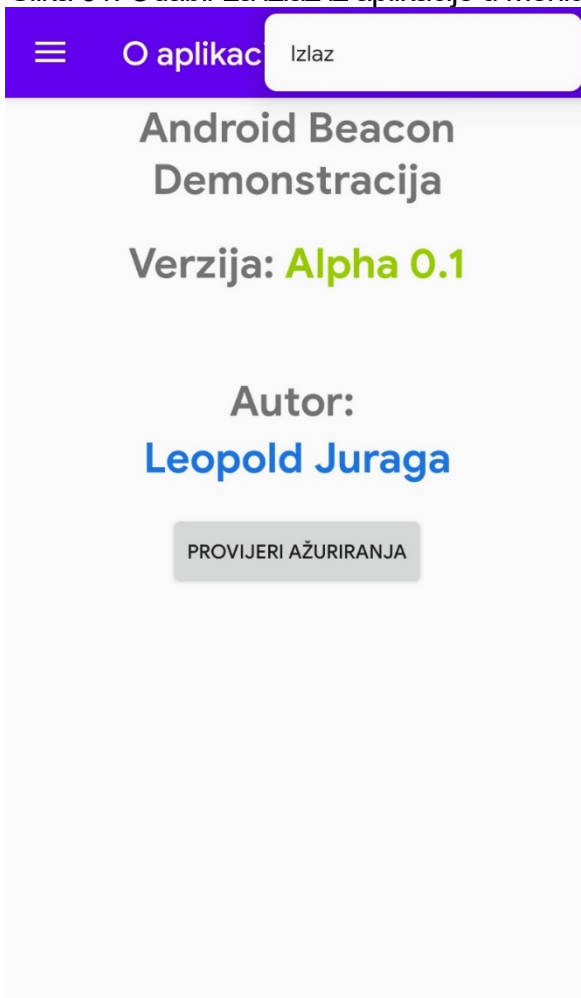 O aplikac
Izlaz
Android Beacon
Demonstracija
Verzija: Alpha 0.1
Autor:
Leopold Juraga
PROVIJERI AŽURIRANJA